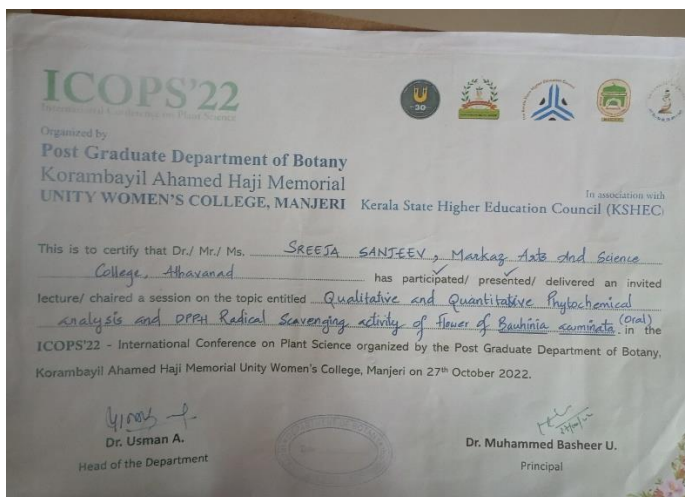 ICOPS'22
International Conference on Plant Science
Organized by
Post Graduate Department of Botany
Korambayil Ahamed Haji Memorial
UNITY WOMEN'S COLLEGE, MANJERI
In association with
Kerala State Higher Education Council (KSHEC)
This is to certify that Dr./ Mr./ Ms. SREEJA SANJEEV, Markaz Arts And Science
College, Athavanad has participated/ presented/ delivered an invited
lecture/ chaired a session on the topic entitled Qualitative and Quantitative Phytochemical
analysis and DPPH Radical Scavenging activity of flower of Bauhinia acuminata (Oral) in the
ICOPS'22 - International Conference on Plant Science organized by the Post Graduate Department of Botany,
Korambayil Ahamed Haji Memorial Unity Women's College, Manjeri on 27th October 2022.
Dr. Usman A.
Head of the Department
Dr. Muhammed Basheer U.
Principal